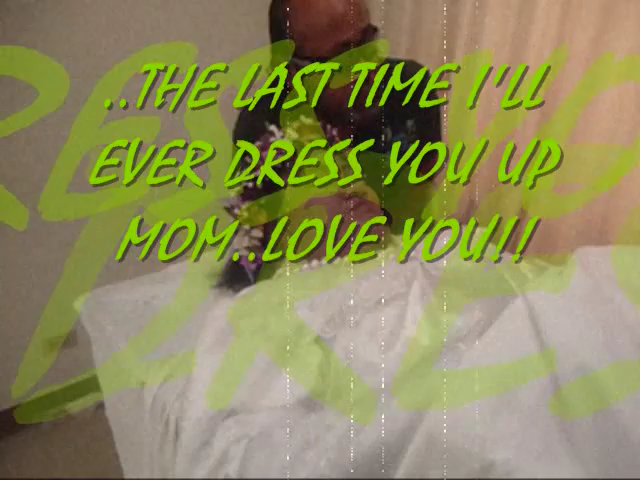 ..THE LAST TIME I'LL
EVER DRESS YOU UP
MOM..LOVE YOU!!